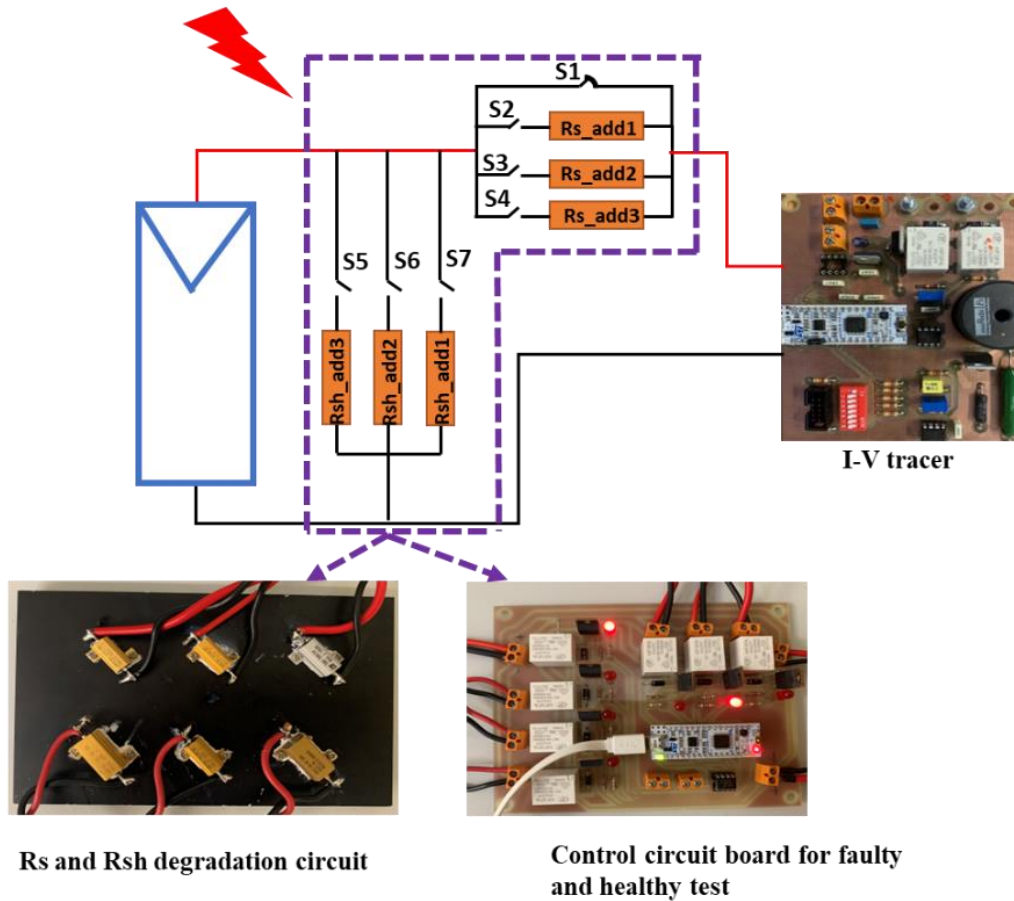 S1
S2
Rs_add1
S3
Rs_add2
S4
Rs_add3
S5
S6
S7
Rsh_add3
Rsh_add2
Rsh_add1
I-V tracer
Rs and Rsh degradation circuit
Control circuit board for faulty
and healthy test